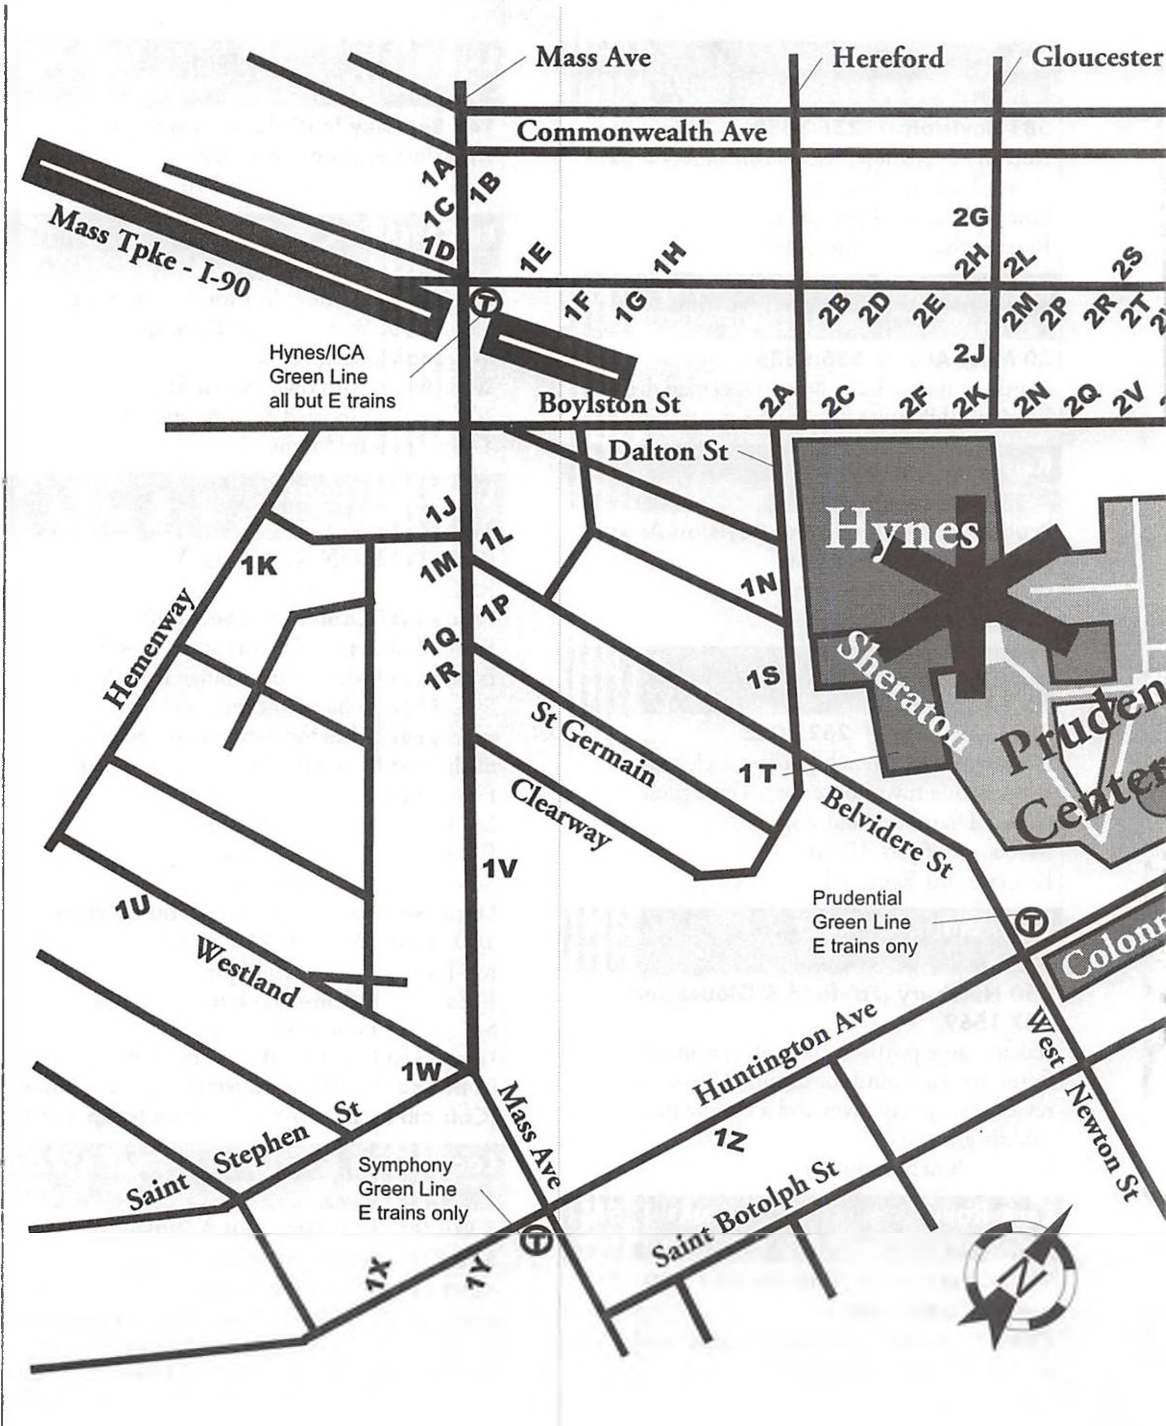 Mass Ave
Hereford
Gloucester
Commonwealth Ave
1A
1B
1C
1D
2G
1E
1H
2H
2L
2S
Mass Tpke - I-90
1F
1G
2B
2D
2E
2M
2P
2R
2T
Hynes/ICA
Green Line
all but E trains
2J
Boylston St
2A
2C
2F
2K
2N
2Q
2V
Dalton St
1J
1L
Hynes
1K
1M
1N
1P
Hemenway
1Q
1R
Sheraton
1S
St Germain
Pruden
Center
1T
Clearway
Belvidere St
1V
1U
Prudential
Green Line
E trains ony
T
Westland
Colonn
Huntington Ave
West Newton St
1W
Mass Ave
Saint Stephen St
1Z
Symphony
Green Line
E trains only
T
Saint Botolph St
1X
1Y
N
T